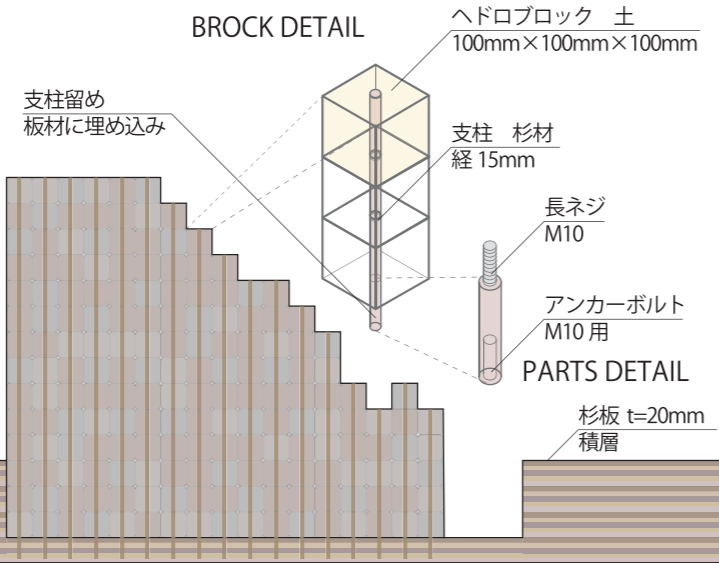 BROCK DETAIL
ヘドロブロック　土
100mm×100mm×100mm
支柱留め
板材に埋め込み
支柱　杉材
経 15mm
長ネジ
M10
アンカーボルト
M10 用
PARTS DETAIL
杉板 t=20mm
積層